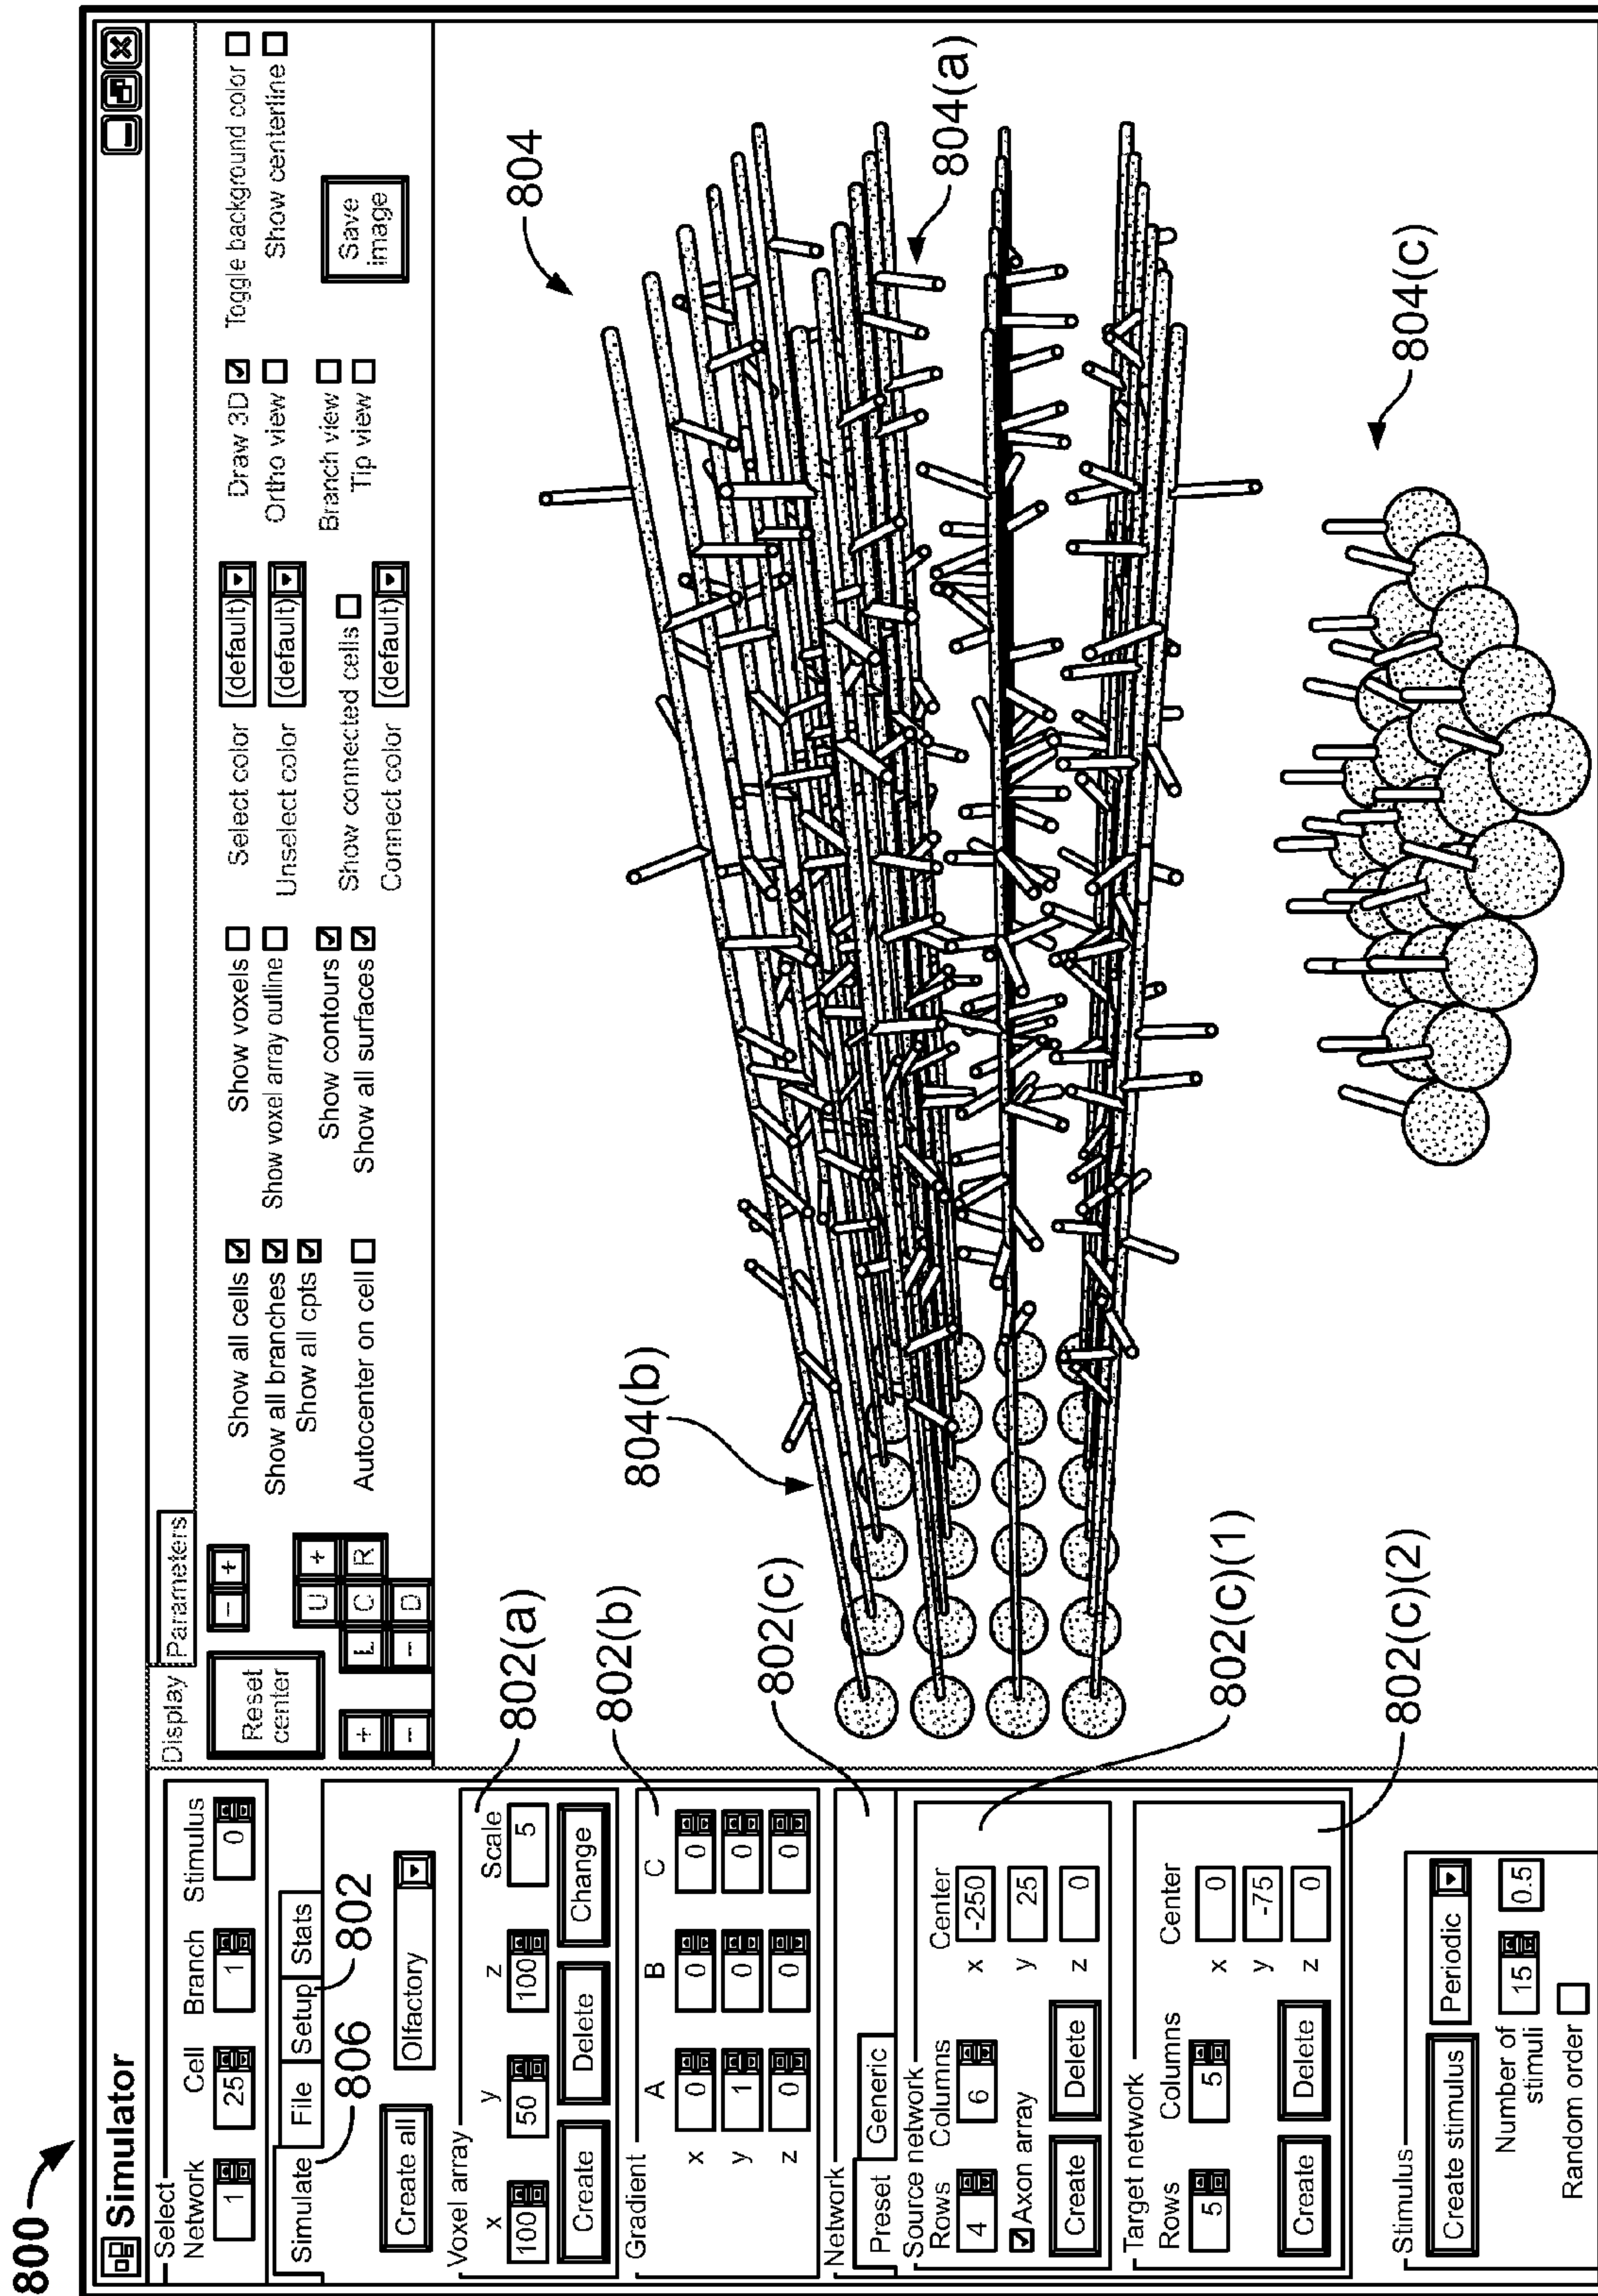 800
Simulator
Select
Network Cell Branch Stimulus
1 25 1 0
Simulate File Setup Stats
806 802
Create all Olfactory
Voxel array
x y z Scale
100 50 100 5
Create Delete Change
802(a)
Gradient
A B C
x 0 0 0
y 1 0 0
z 0 0 0
802(b)
Network
Preset Generic
802(c)
Source network
Rows Columns Center
4 6 x -250
Axon array y 25
z 0
Create Delete
802(c)(1)
Target network
Rows Columns Center
5 5 x 0
y -75
z 0
Create Delete
802(c)(2)
Stimulus
Create stimulus Periodic
Number of
stimuli 15 0.5
Random order
Display Parameters
Reset
center
- +
+ U +
L C R
- - D
Show all cells
Show all branches
Show all cpts
Autocenter on cell
Show voxels
Show voxel array outline
Show contours
Show all surfaces
Select color (default)
Unselect color (default)
Show connected cells
Connect color (default)
Draw 3D
Ortho view
Branch view
Tip view
Toggle background color
Show centerline
Save
image
804
804(a)
804(b)
804(c)